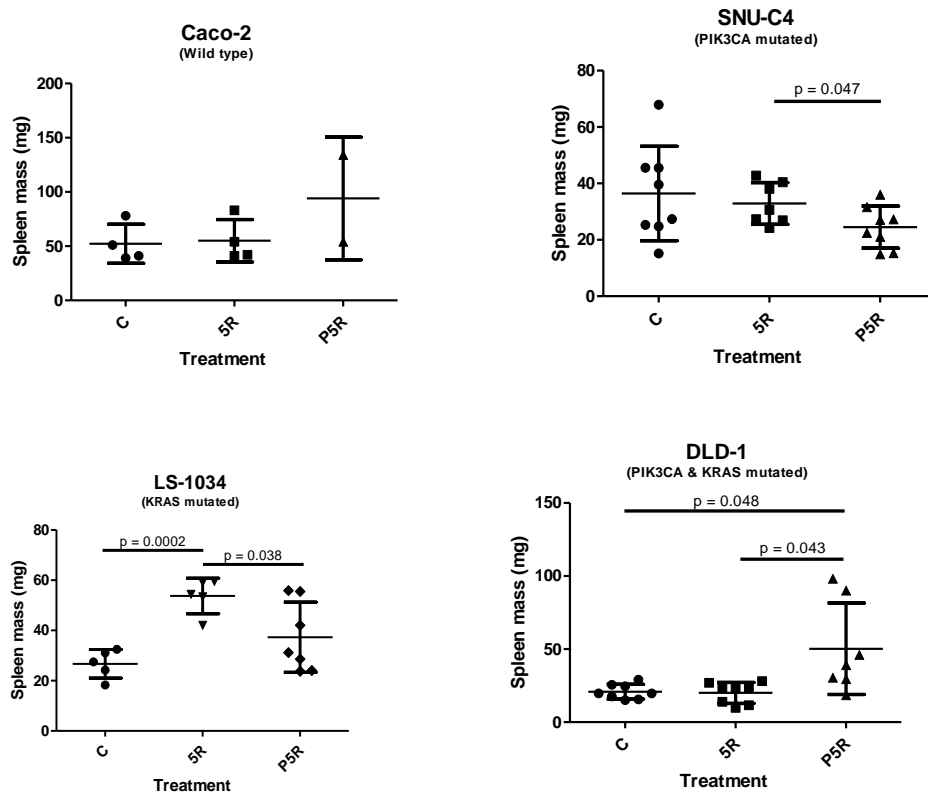 Caco-2
(Wild type)
200
150
100
50
0
Spleen mass (mg)
C
5R
P5R
Treatment
SNU-C4
(PIK3CA mutated)
80
60
40
20
0
Spleen mass (mg)
p = 0.047
C
5R
P5R
Treatment
LS-1034
(KRAS mutated)
80
60
40
20
0
Spleen mass (mg)
p = 0.0002
p = 0.038
C
5R
P5R
Treatment
DLD-1
(PIK3CA & KRAS mutated)
150
100
50
0
Spleen mass (mg)
p = 0.048
p = 0.043
C
5R
P5R
Treatment